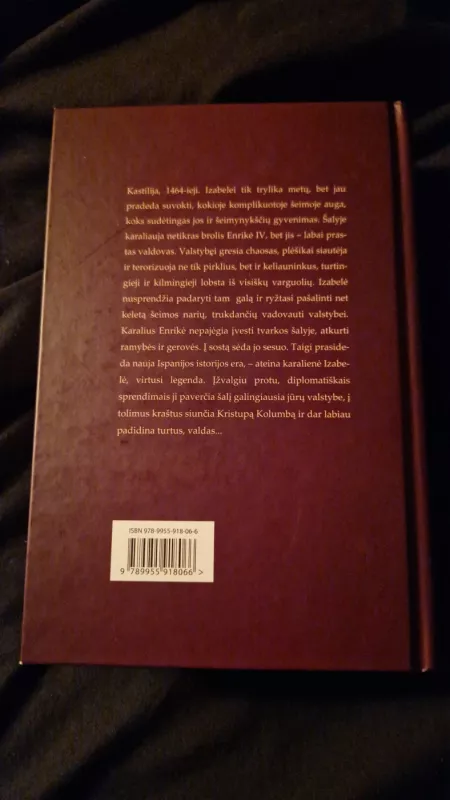 Kastilija, 1464-ieji. Izabelei tik trylika metų, bet jau
pradeda suvokti, kokioje komplikuotoje šeimoje auga,
koks sudėtingas jos ir šeimynykščių gyvenimas. Šalyje
karaliauja netikras brolis Enrikė IV, bet jis – labai pras-
tas valdovas. Valstybei gresia chaosas, plėšikai siautėja
ir terorizuoja ne tik pirklius, bet ir keliauninkus, turtin-
gieji ir kilmingieji lobsta iš visiškų varguolių. Izabelė
nusprendžia padaryti tam galą ir ryžtasi pašalinti net
keletą šeimos narių, trukdančių vadovauti valstybei.
Karalius Enrikė nepajėgia įvesti tvarkos šalyje, atkurti
ramybės ir gerovės. Į sostą sėda jo sesuo. Taigi praside-
da nauja Ispanijos istorijos era, – ateina karalienė Izabe-
lė, virtusi legenda. Įžvalgiu protu, diplomatiškais
sprendimais ji paverčia šalį galingiausia jūrų valstybe, į
tolimus kraštus siunčia Kristupą Kolumbą ir dar labiau
padidina turtus, valdas...
ISBN 978-9955-918-06-6
9 789955 918066 >